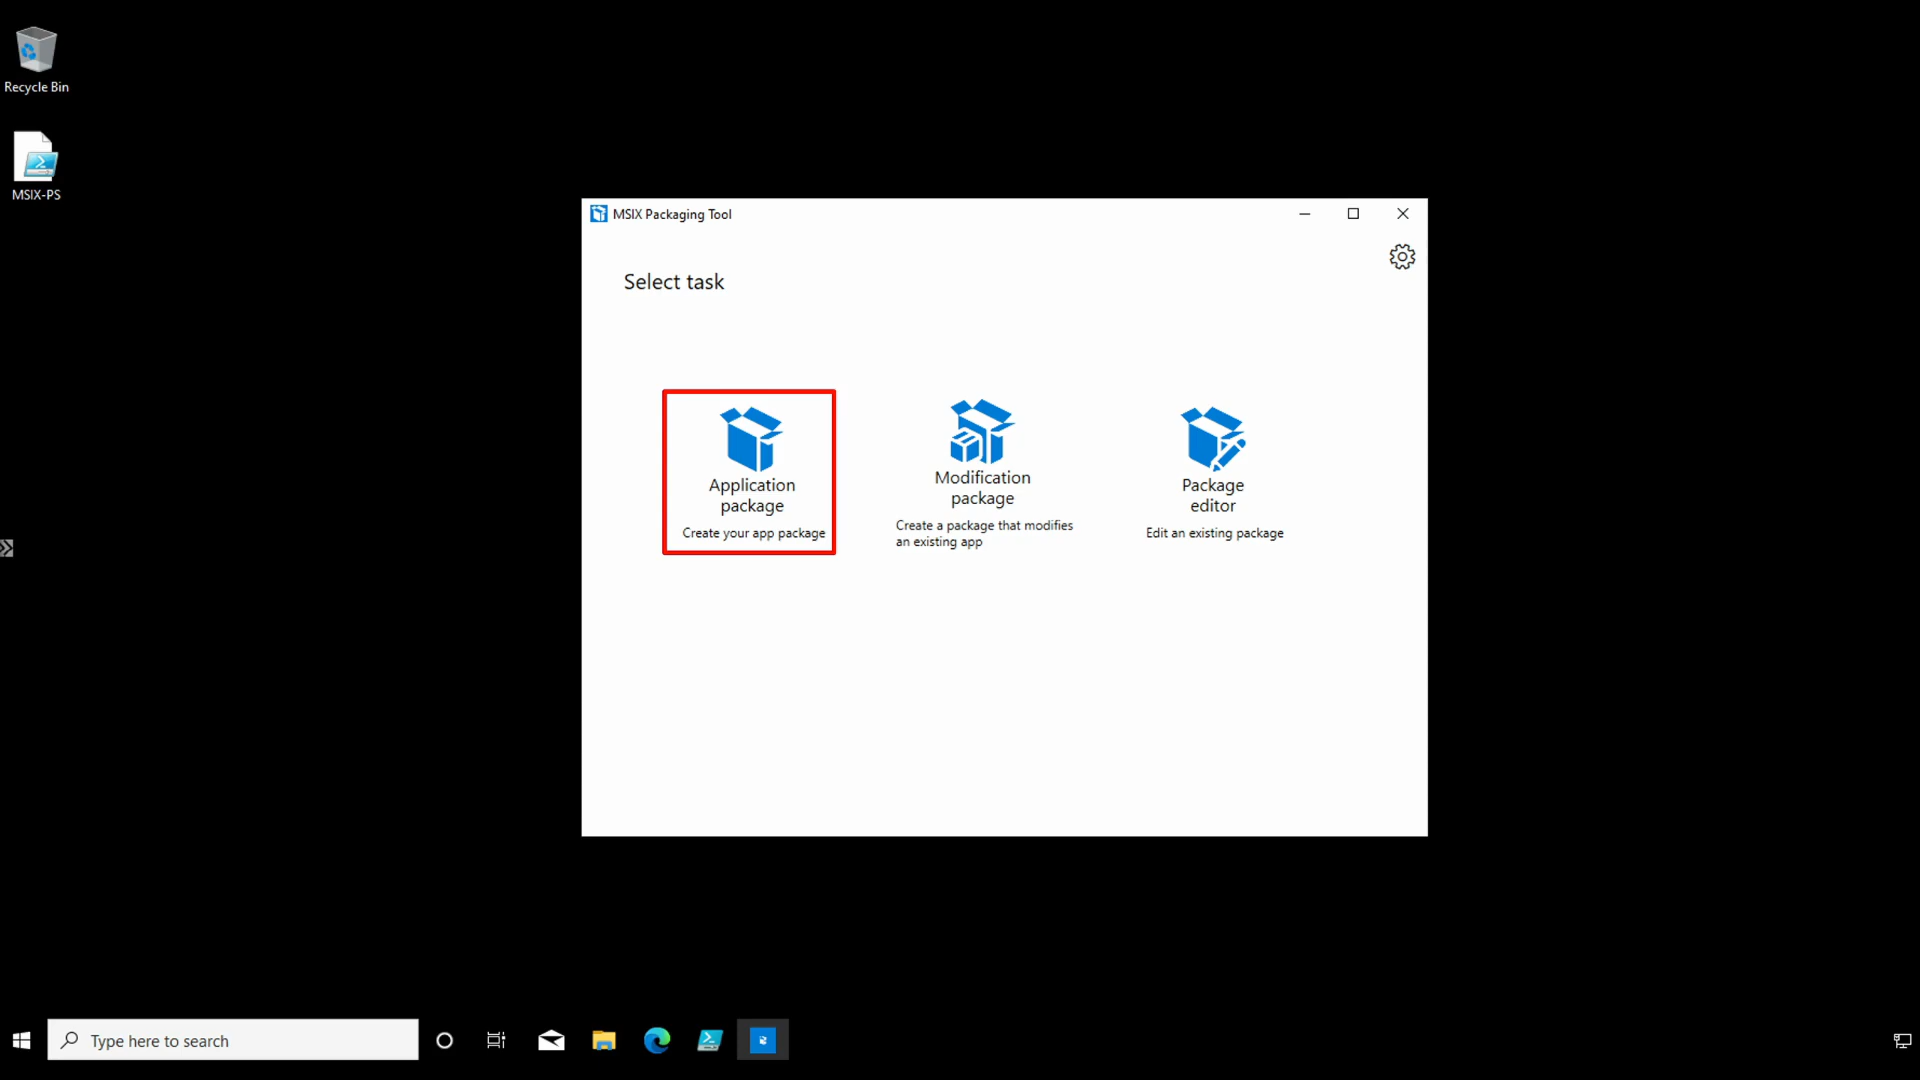 Recycle Bin
MSIX-PS
MSIX Packaging Tool
Select task
Application
package
Create your app package
Modification
package
Create a package that modifies
an existing app
Package
editor
Edit an existing package
Type here to search